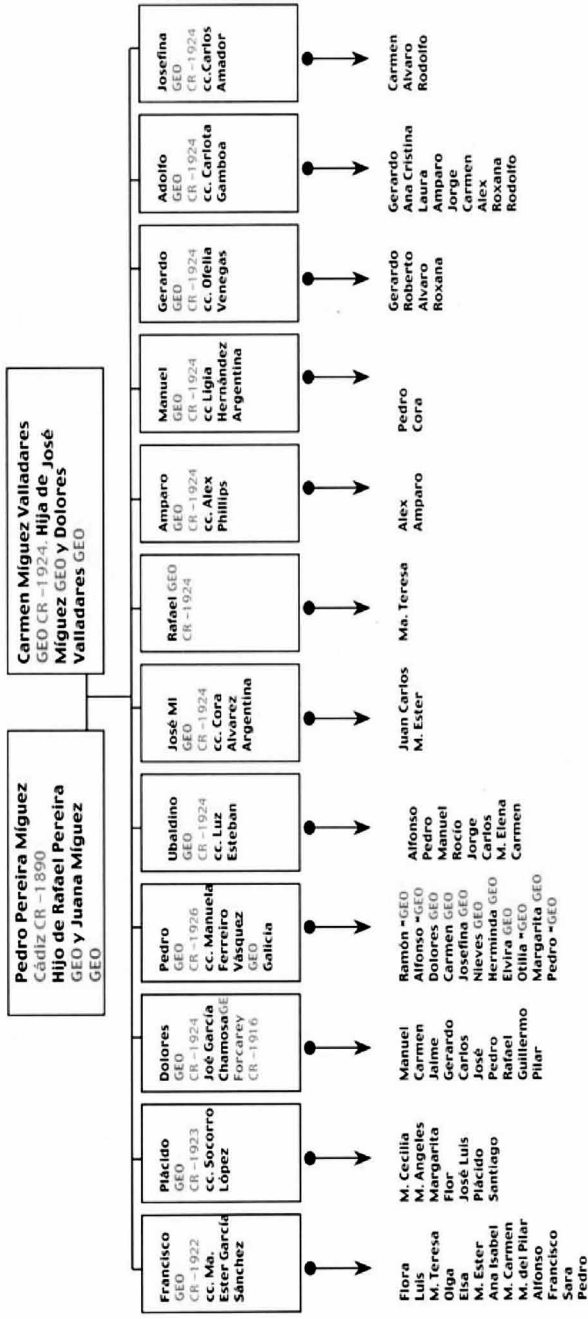 Pedro Pereira Míguez
Cádiz CR –1890
Hijo de Rafael Pereira
GEO y Juana Míguez
GEO
Carmen Míguez Valladares
GEO CR –1924. Hija de José
Míguez GEO y Dolores
Valladares GEO
Francisco
GEO
CR –1922
cc. Ma.
Ester García
Sánchez
Plácido
GEO
CR –1923
cc. Socorro
López
Dolores
GEO
CR –1924
Joé García
Chamosa GE
Forcarey
CR –1916
Pedro
GEO
CR –1926
cc. Manuela
Ferreiro
Vásquez
GEO
Galicia
Ubaldino
GEO
CR –1924
cc. Luz
Esteban
José Ml
GEO
CR –1924
cc. Cora
Alvarez
Argentina
Rafael GEO
CR –1924
Amparo
GEO
CR –1924
cc. Alex
Phillips
Manuel
GEO
CR –1924
cc Ligia
Hernández
Argentina
Gerardo
GEO
CR –1924
cc. Ofelia
Venegas
Adolfo
GEO
CR –1924
cc. Carlota
Gamboa
Josefina
GEO
CR –1924
cc.Carlos
Amador
Flora
Luis
M. Teresa
Olga
Elsa
M. Ester
Ana Isabel
M. Carmen
M. del Pilar
Alfonso
Francisco
Sara
Pedro
M. Cecilia
M. Angeles
Margarita
Flor
José Luis
Plácido
Santiago
Manuel
Carmen
Jaime
Gerardo
Carlos
José
Pedro
Rafael
Guillermo
Pilar
Ramón *GEO
Alfonso *GEO
Dolores GEO
Carmen GEO
Josefina GEO
Nieves GEO
Herminda GEO
Elvira GEO
Otilia *GEO
Margarita GEO
Pedro *GEO
Alfonso
Pedro
Manuel
Rocío
Jorge
Carlos
M. Elena
Carmen
Juan Carlos
M. Ester
Ma. Teresa
Alex
Amparo
Pedro
Cora
Gerardo
Roberto
Alvaro
Roxana
Gerardo
Ana Cristina
Laura
Amparo
Jorge
Carmen
Alex
Roxana
Rodolfo
Carmen
Alvaro
Rodolfo